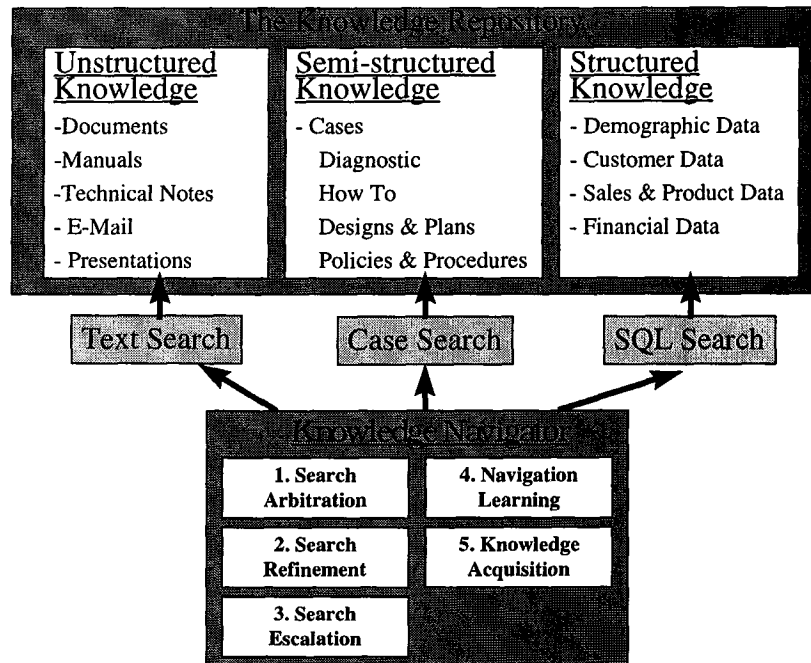 The Knowledge Repository
Unstructured
Knowledge
-Documents
-Manuals
-Technical Notes
- E-Mail
- Presentations
Semi-structured
Knowledge
- Cases
Diagnostic
How To
Designs & Plans
Policies & Procedures
Structured
Knowledge
- Demographic Data
- Customer Data
- Sales & Product Data
- Financial Data
Text Search
Case Search
SQL Search
Knowledge Navigator
1. Search
Arbitration
2. Search
Refinement
3. Search
Escalation
4. Navigation
Learning
5. Knowledge
Acquisition